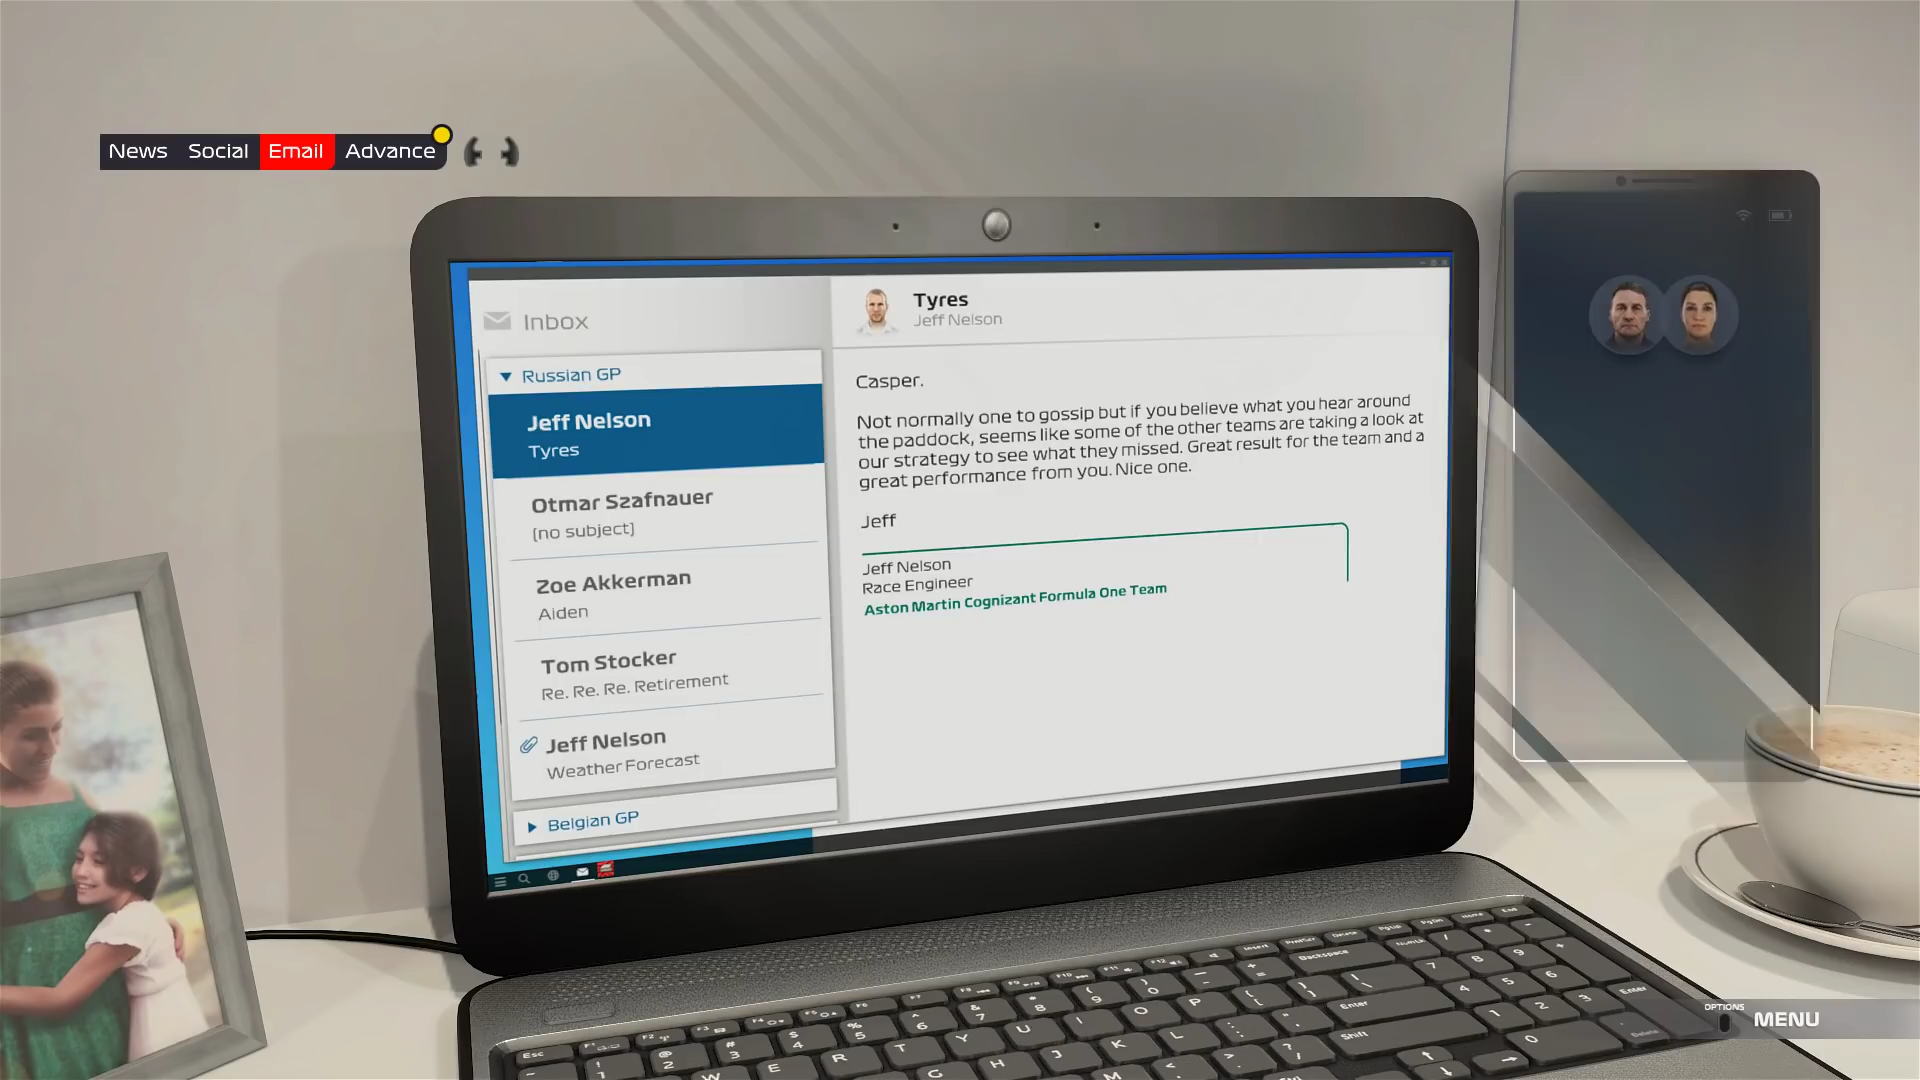 News Social Email Advance
Inbox
Russian GP
Jeff Nelson
Tyres
Otmar Szafnauer
(no subject)
Zoe Akkerman
Aiden
Tom Stocker
Re. Re. Re. Retirement
Jeff Nelson
Weather Forecast
Belgian GP
Tyres
Jeff Nelson
Casper.
Not normally one to gossip but if you believe what you hear around
the paddock, seems like some of the other teams are taking a look at
our strategy to see what they missed. Great result for the team and a
great performance from you. Nice one.
Jeff
Jeff Nelson
Race Engineer
Aston Martin Cognizant Formula One Team
OPTIONS
MENU
Backspace
Enter
Shift
Esc